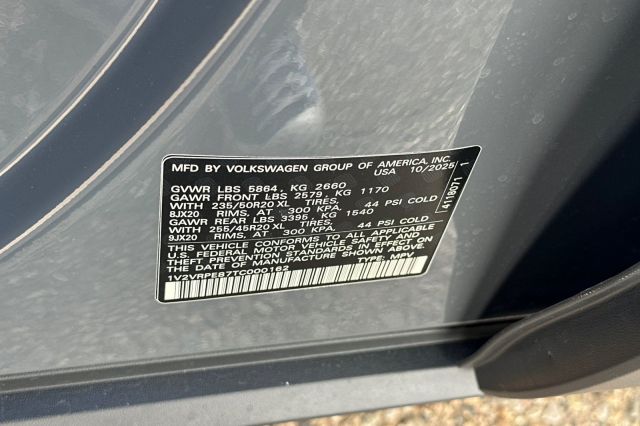 MFD BY VOLKSWAGEN GROUP OF AMERICA, INC.
USA 10/2025
GVWR LBS 5864, KG 2660
GAWR FRONT LBS 2579, KG 1170
WITH 235/50R20 XL TIRES,
8JX20 RIMS, AT 300 KPA, 44 PSI COLD
GAWR REAR LBS 3395, KG 1540
WITH 255/45R20 XL TIRES,
9JX20 RIMS, AT 300 KPA, 44 PSI COLD
THIS VEHICLE CONFORMS TO ALL APPLICABLE
U.S. FEDERAL MOTOR VEHICLE SAFETY AND
THEFT PREVENTION STANDARDS IN EFFECT ON
THE DATE OF MANUFACTURE SHOWN ABOVE.
1V2VRPE87TC000162 TYPE: MPV
4118071 1